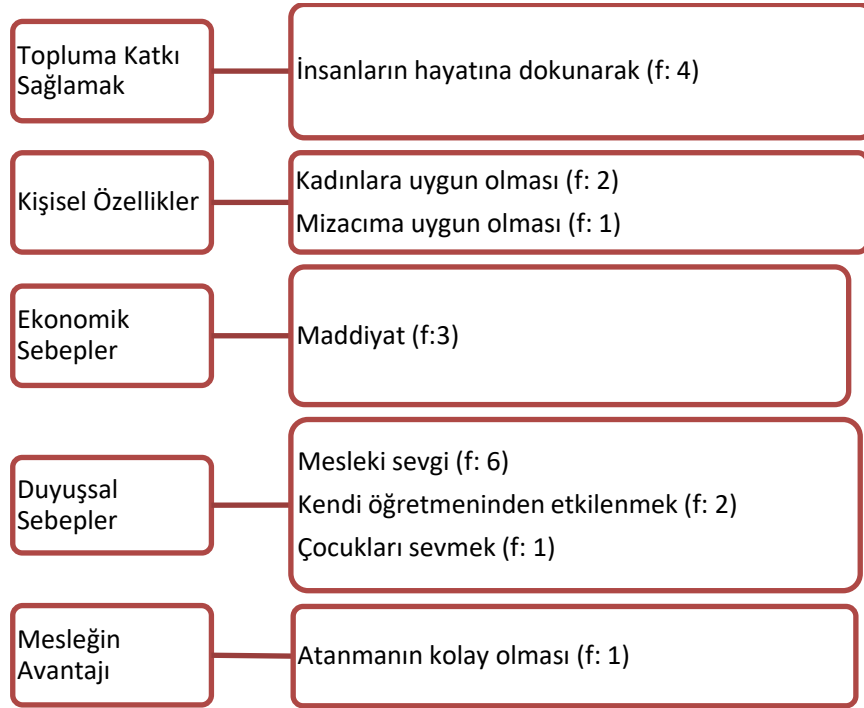 Topluma Katkı
Sağlamak
İnsanların hayatına dokunarak (f: 4)
Kişisel Özellikler
Kadınlara uygun olması (f: 2)
Mizacıma uygun olması (f: 1)
Ekonomik
Sebepler
Maddiyat (f:3)
Duyuşsal
Sebepler
Mesleki sevgi (f: 6)
Kendi öğretmeninden etkilenmek (f: 2)
Çocukları sevmek (f: 1)
Mesleğin
Avantajı
Atanmanın kolay olması (f: 1)